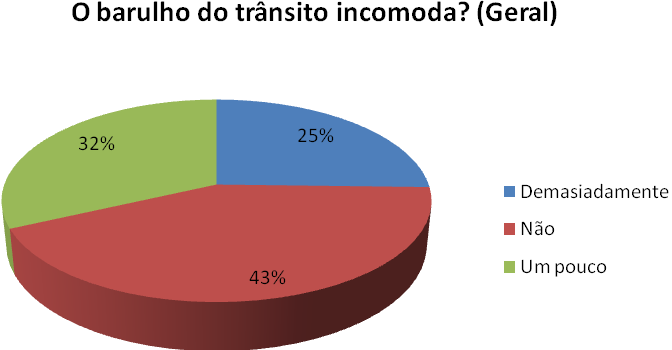 O barulho do trânsito incomoda? (Geral)
32%
25%
43%
Demasiadamente
Não
Um pouco